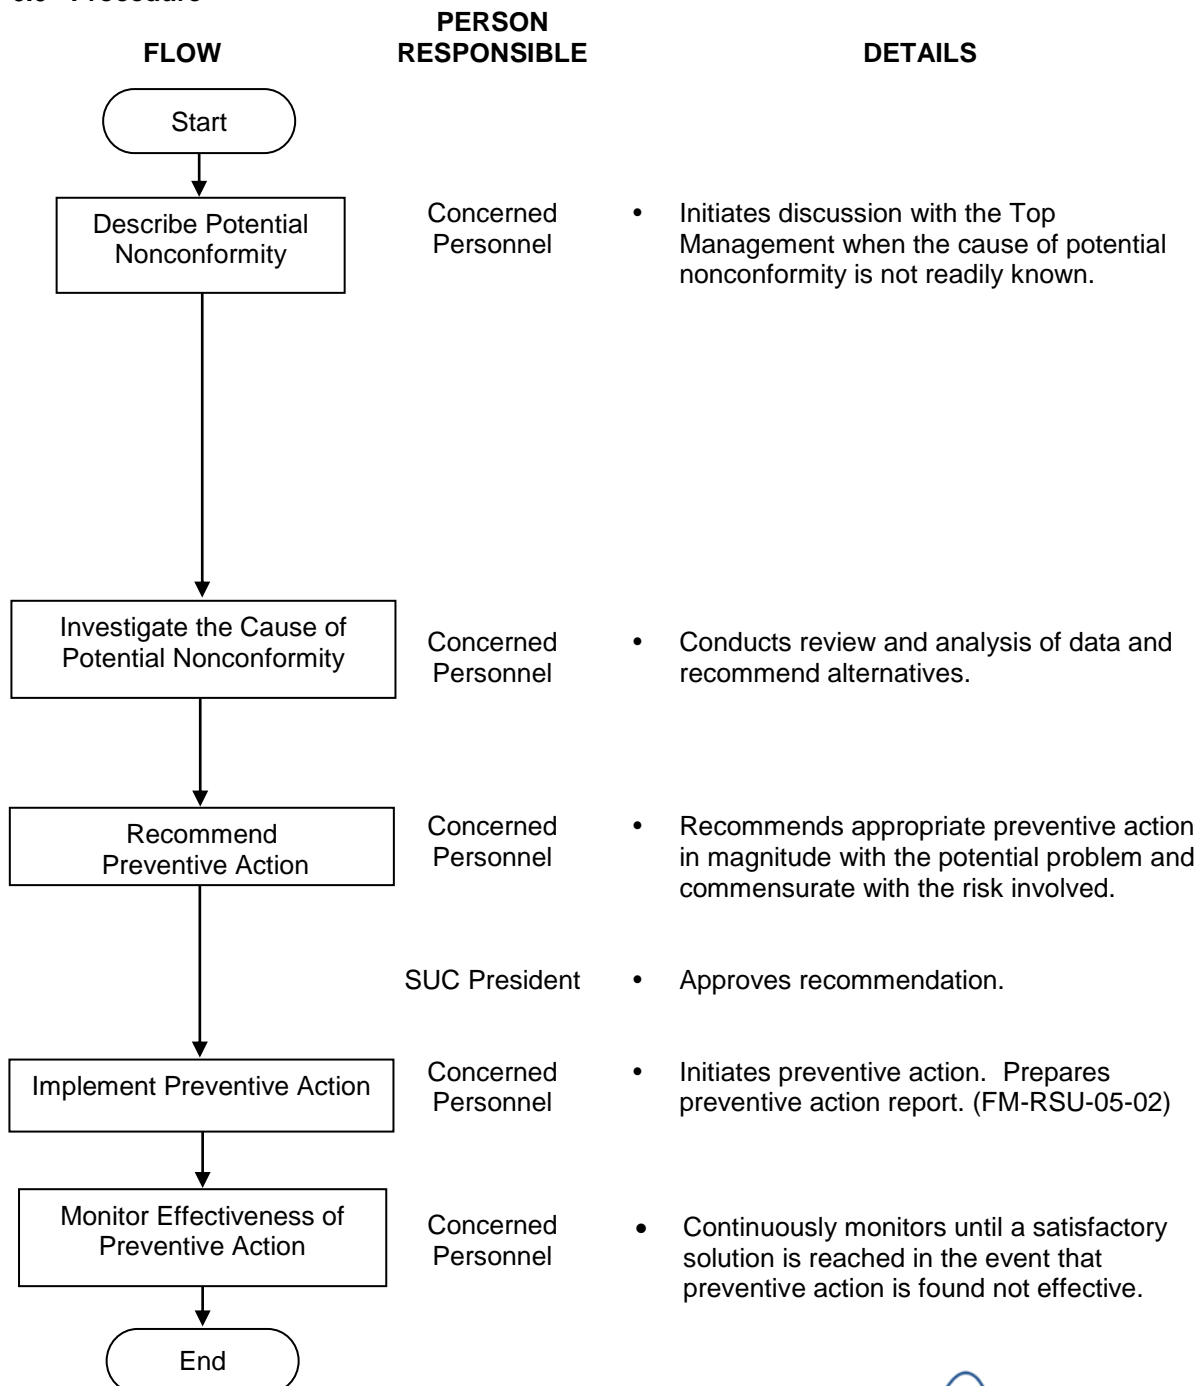 Procedure
PERSON
FLOW RESPONSIBLE DETAILS
Start
Describe Potential
Nonconformity
Concerned
Personnel
• Initiates discussion with the Top
Management when the cause of potential
nonconformity is not readily known.
Investigate the Cause of
Potential Nonconformity
Concerned
Personnel
• Conducts review and analysis of data and
recommend alternatives.
Recommend
Preventive Action
Concerned
Personnel
• Recommends appropriate preventive action
in magnitude with the potential problem and
commensurate with the risk involved.
SUC President
• Approves recommendation.
Implement Preventive Action
Concerned
Personnel
• Initiates preventive action. Prepares
preventive action report. (FM-RSU-05-02)
Monitor Effectiveness of
Preventive Action
Concerned
Personnel
• Continuously monitors until a satisfactory
solution is reached in the event that
preventive action is found not effective.
End